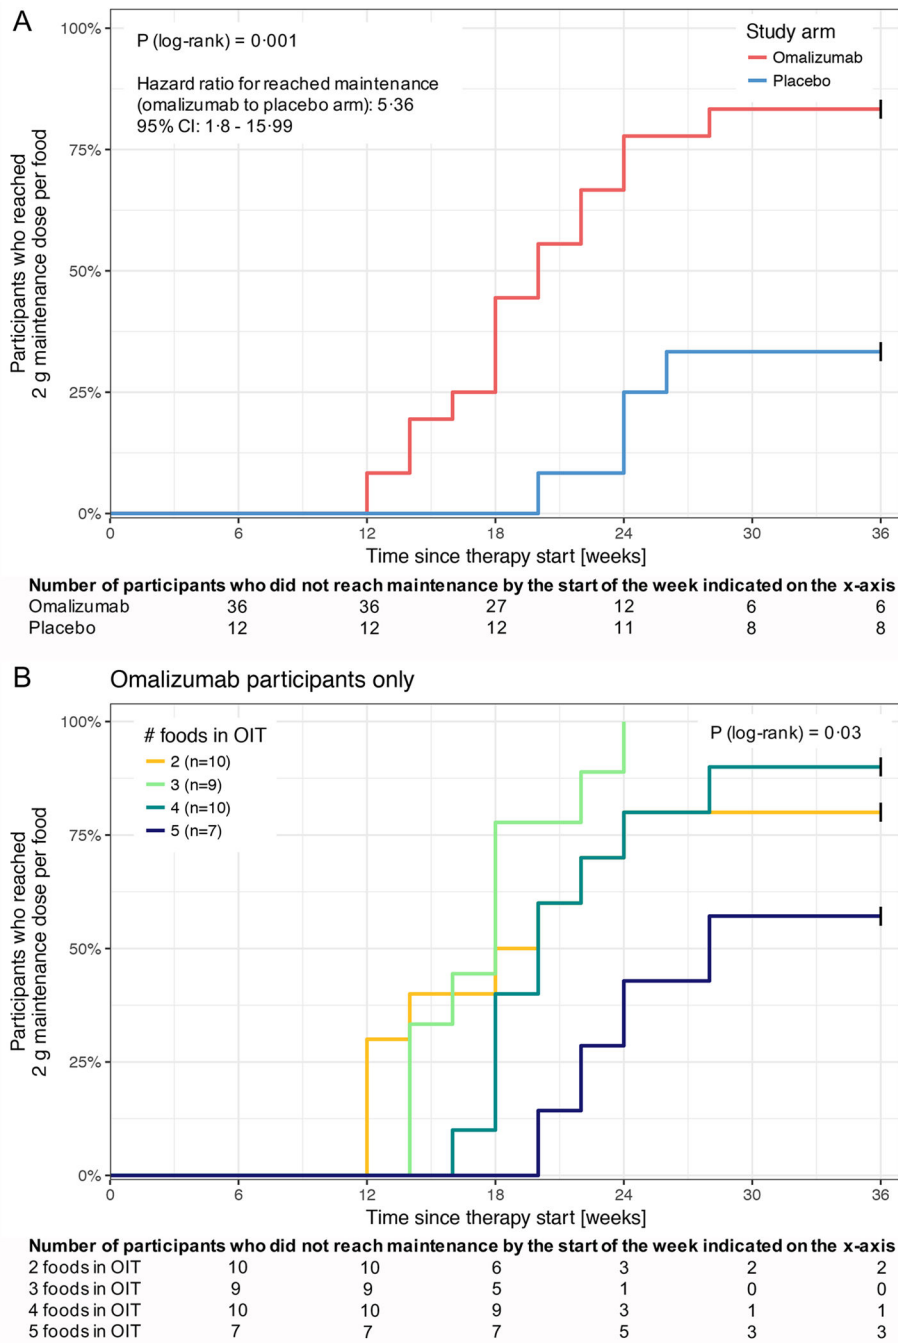 A
100%
75%
50%
25%
0%
Participants who reached
2 g maintenance dose per food
P (log-rank) = 0·001
Hazard ratio for reached maintenance
(omalizumab to placebo arm): 5·36
95% CI: 1·8 - 15·99
Study arm
Omalizumab
Placebo
0 6 12 18 24 30 36
Time since therapy start [weeks]
Number of participants who did not reach maintenance by the start of the week indicated on the x-axis
Omalizumab 36 36 27 12 6 6
Placebo 12 12 12 11 8 8
B
Omalizumab participants only
100%
75%
50%
25%
0%
Participants who reached
2 g maintenance dose per food
# foods in OIT
2 (n=10)
3 (n=9)
4 (n=10)
5 (n=7)
P (log-rank) = 0·03
0 6 12 18 24 30 36
Time since therapy start [weeks]
Number of participants who did not reach maintenance by the start of the week indicated on the x-axis
2 foods in OIT 10 10 6 3 2 2
3 foods in OIT 9 9 5 1 0 0
4 foods in OIT 10 10 9 3 1 1
5 foods in OIT 7 7 7 5 3 3